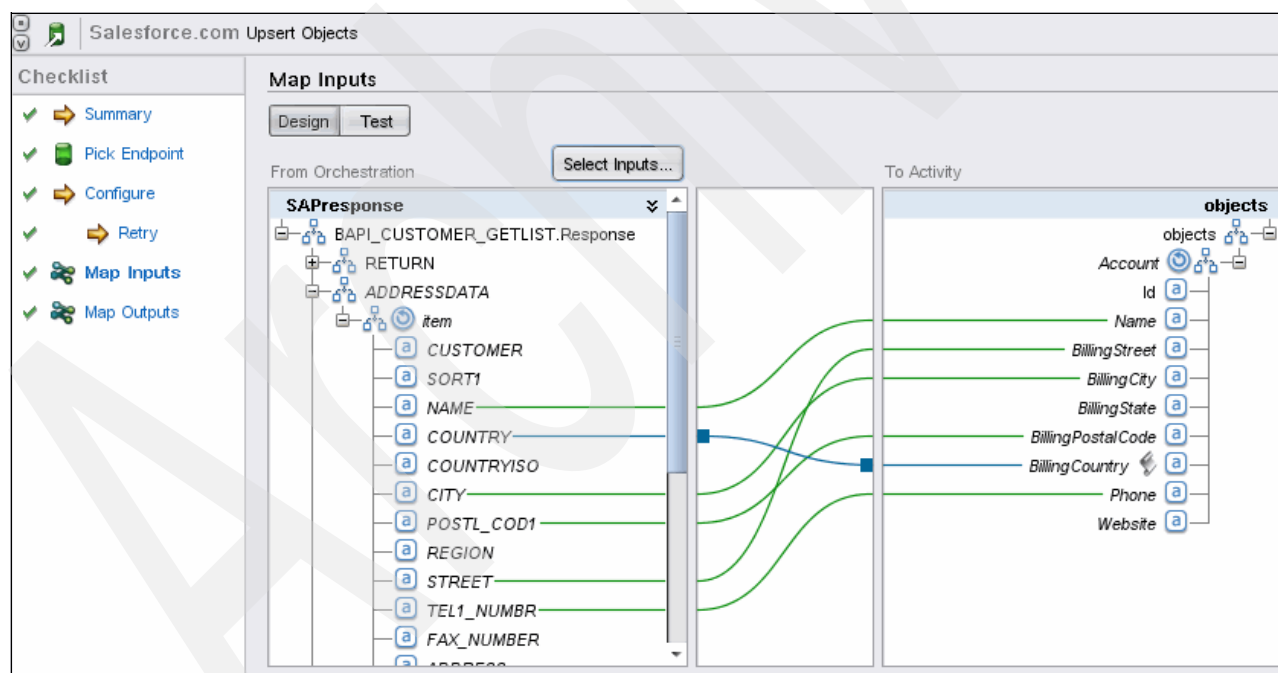 Salesforce.com Upsert Objects
Checklist
Summary
Pick Endpoint
Configure
Retry
Map Inputs
Map Outputs
Map Inputs
Design Test
From Orchestration Select Inputs... To Activity
SAPresponse
BAPI_CUSTOMER_GETLIST.Response
RETURN
ADDRESSDATA
item
CUSTOMER
SORT1
NAME
COUNTRY
COUNTRYISO
CITY
POSTL_COD1
REGION
STREET
TEL1_NUMBR
FAX_NUMBER
ADDRESS
objects
objects
Account
Id
Name
BillingStreet
BillingCity
BillingState
BillingPostalCode
BillingCountry
Phone
Website